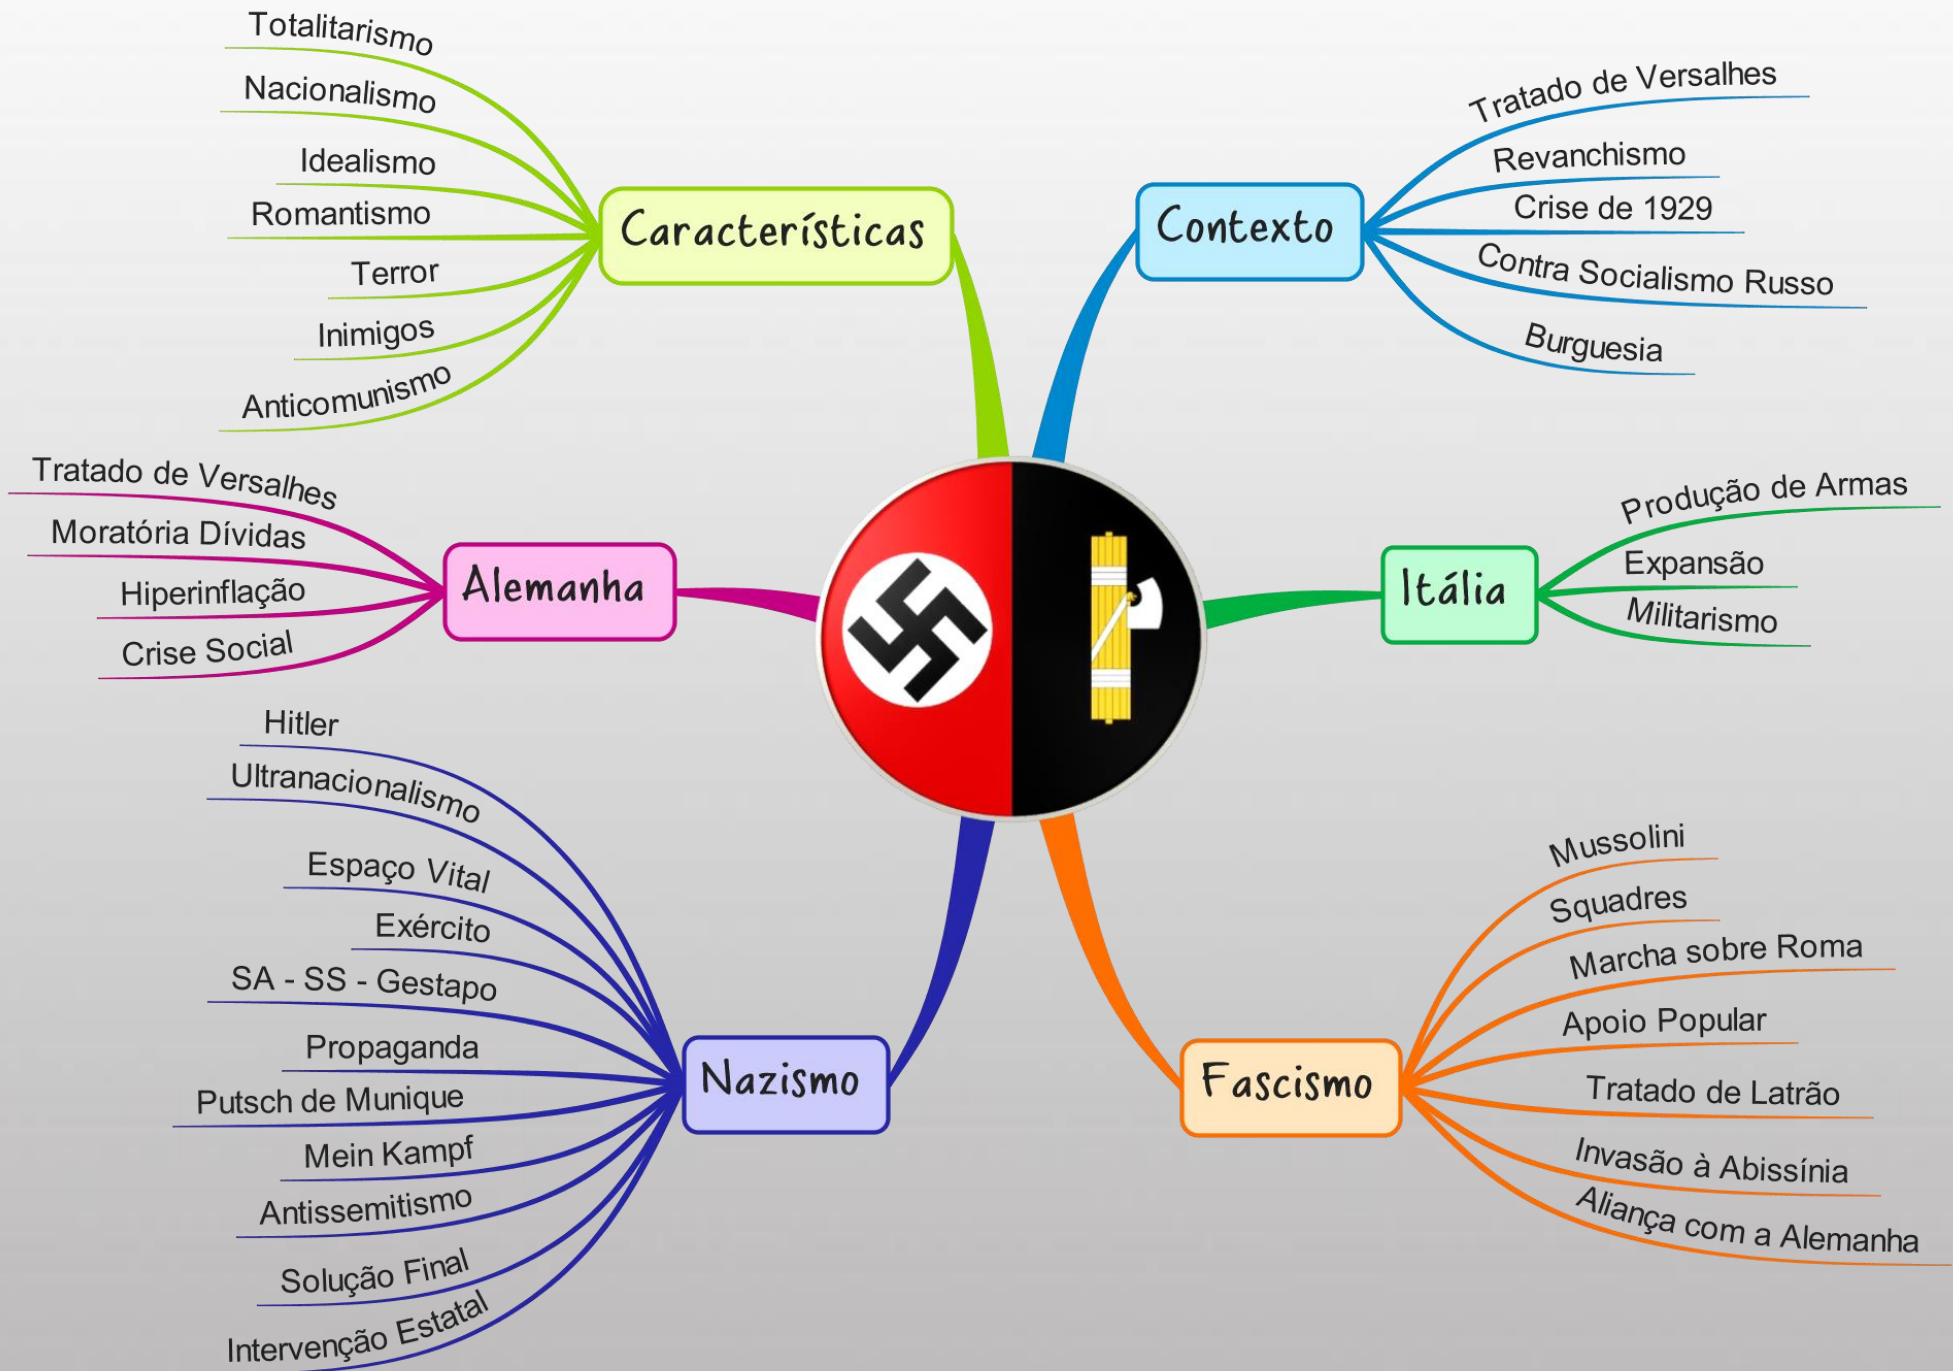 Características
Totalitarismo
Nacionalismo
Idealismo
Romantismo
Terror
Inimigos
Anticomunismo
Contexto
Tratado de Versalhes
Revanchismo
Crise de 1929
Contra Socialismo Russo
Burguesia
Alemanha
Tratado de Versalhes
Moratória Dívidas
Hiperinflação
Crise Social
Itália
Produção de Armas
Expansão
Militarismo
Nazismo
Hitler
Ultranacionalismo
Espaço Vital
Exército
SA - SS - Gestapo
Propaganda
Putsch de Munique
Mein Kampf
Antissemitismo
Solução Final
Intervenção Estatal
Fascismo
Mussolini
Squadres
Marcha sobre Roma
Apoio Popular
Tratado de Latrão
Invasão à Abissínia
Aliança com a Alemanha